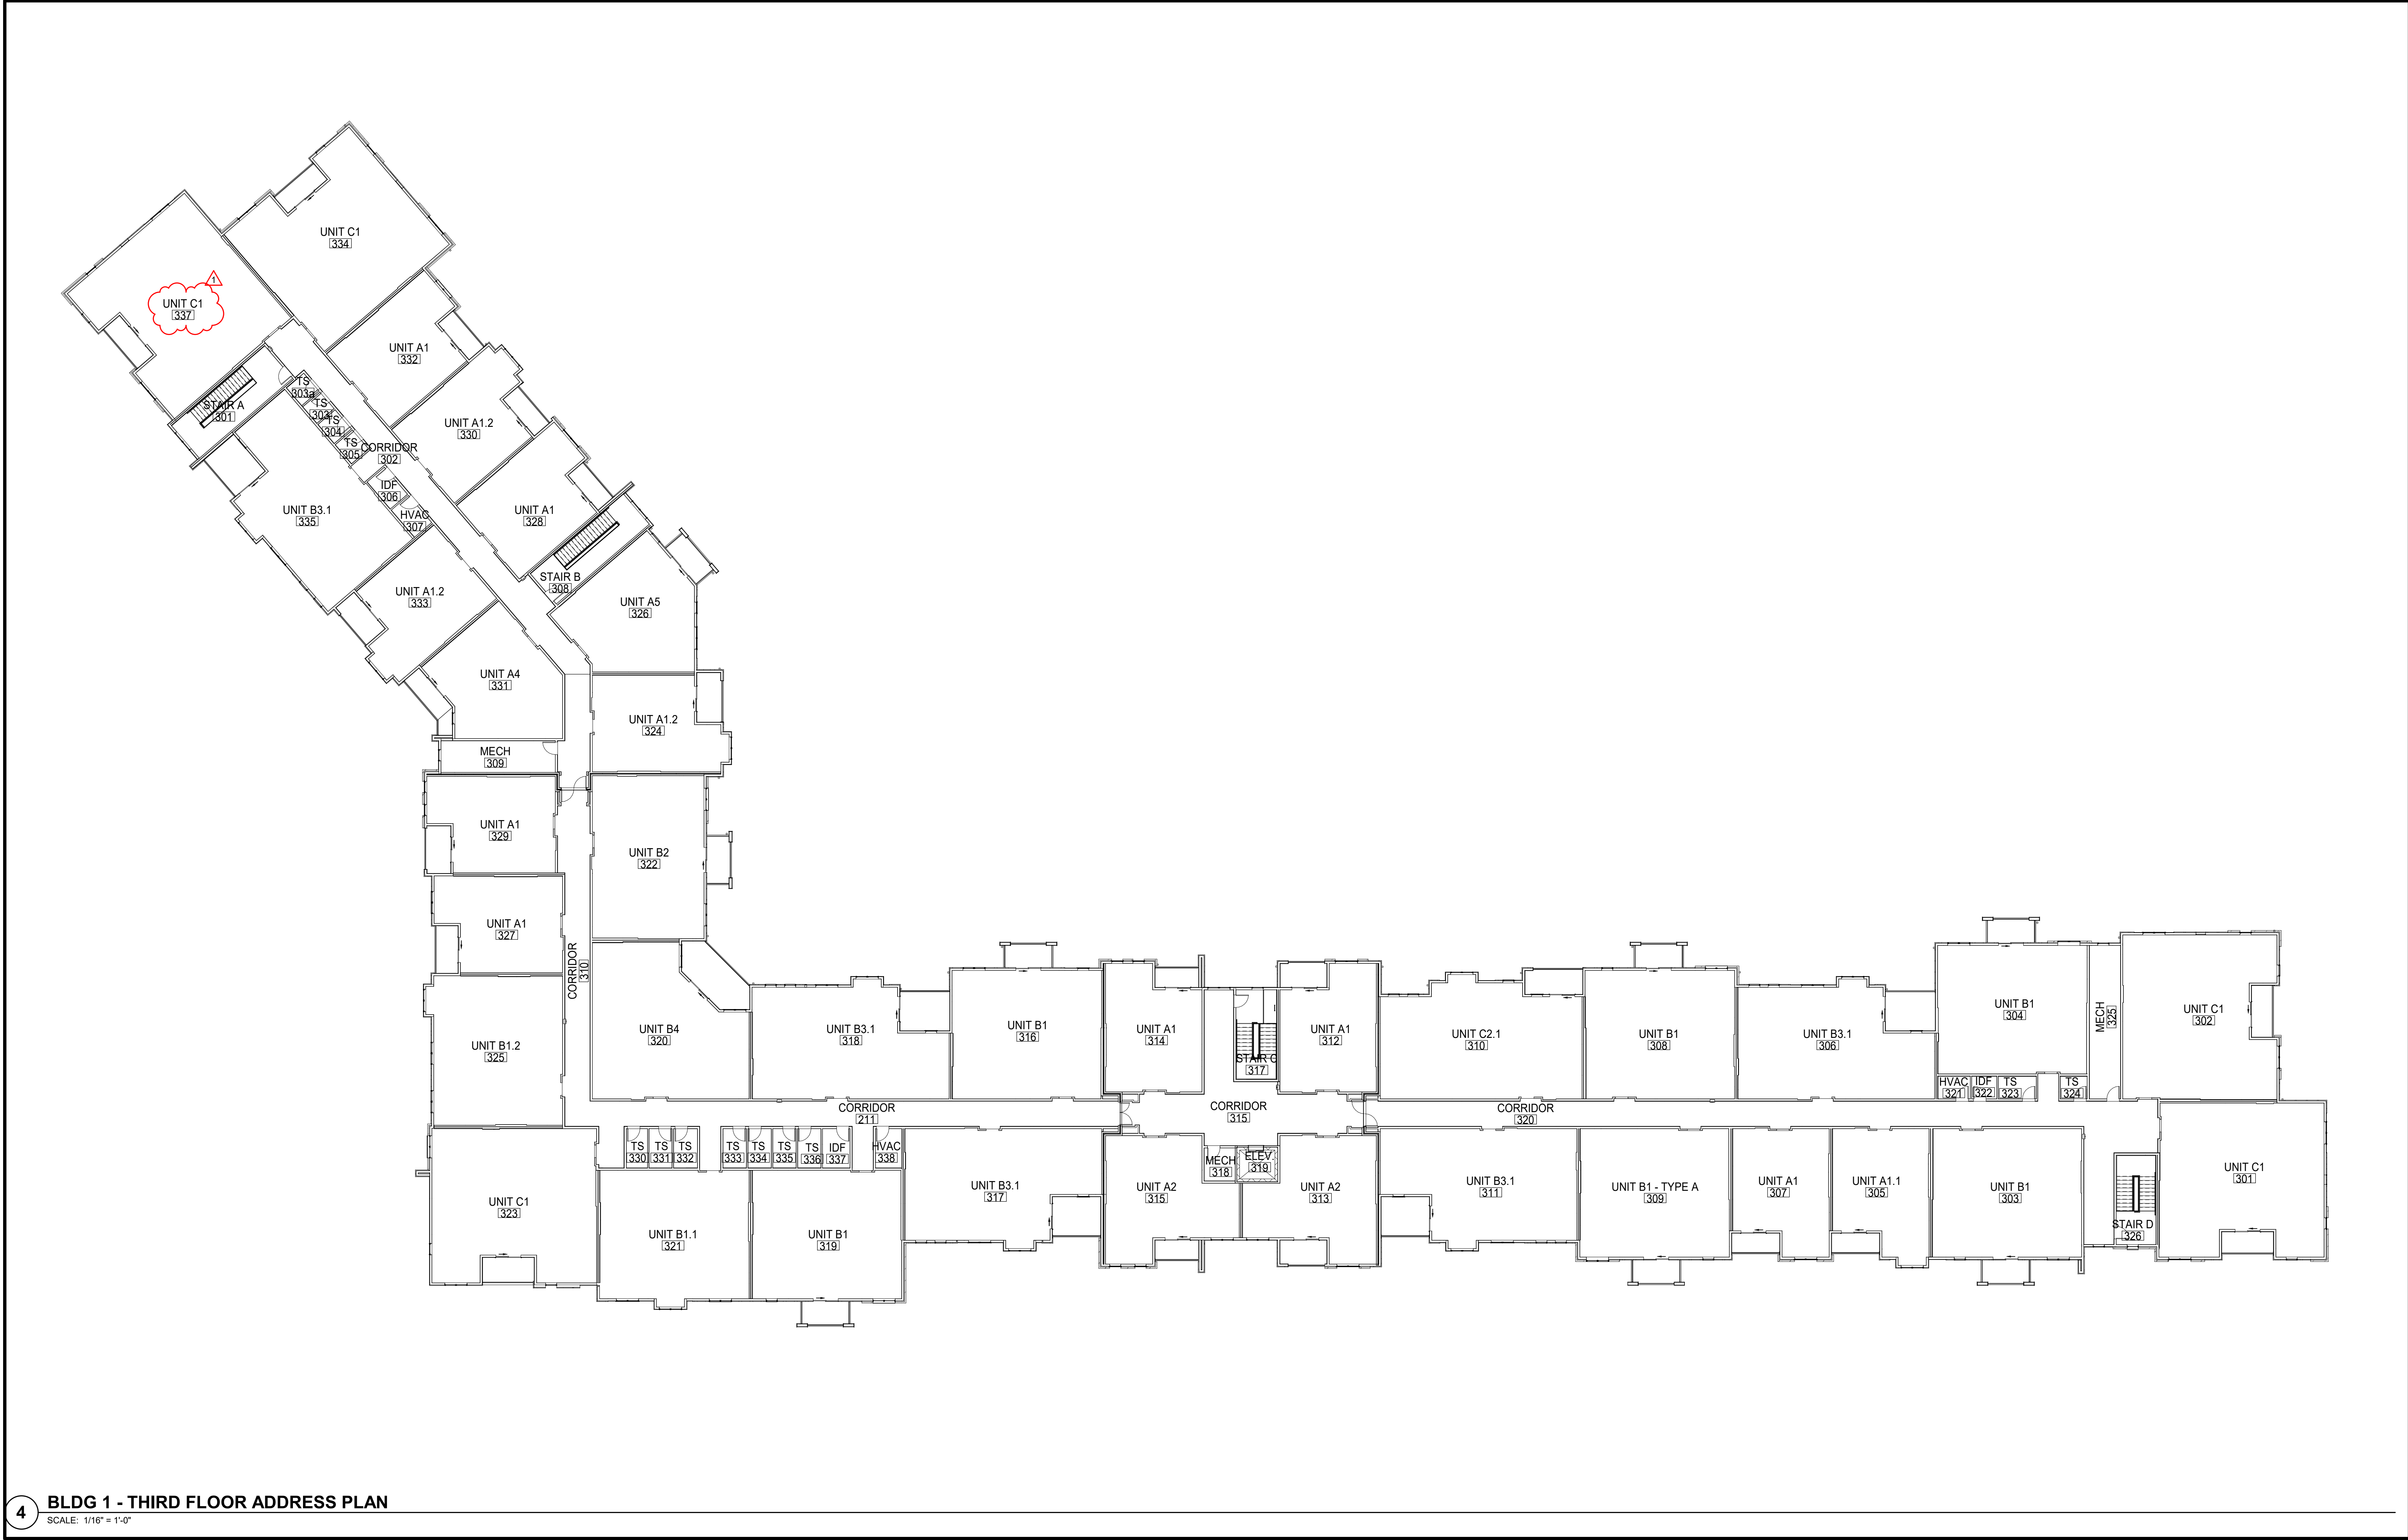 UNIT C1
334
1
UNIT C1
337
UNIT A1
332
TS
303a
STAIR A
301
TS
303
TS
304
TS
305
CORRIDOR
302
UNIT A1.2
330
IDF
306
HVAC
307
UNIT B3.1
335
UNIT A1
328
STAIR B
308
UNIT A1.2
333
UNIT A5
326
UNIT A4
331
UNIT A1.2
324
MECH
309
UNIT A1
329
UNIT B2
322
UNIT A1
327
CORRIDOR
310
UNIT B1.2
325
UNIT B4
320
UNIT B3.1
318
UNIT B1
316
UNIT A1
314
STAIR C
317
UNIT A1
312
UNIT C2.1
310
UNIT B1
308
UNIT B3.1
306
UNIT B1
304
MECH
325
UNIT C1
302
HVAC
321
IDF
322
TS
323
TS
324
CORRIDOR
211
CORRIDOR
315
CORRIDOR
320
TS
330
TS
331
TS
332
TS
333
TS
334
TS
335
TS
336
IDF
337
HVAC
338
MECH
318
ELEV.
319
UNIT C1
323
UNIT B1.1
321
UNIT B1
319
UNIT B3.1
317
UNIT A2
315
UNIT A2
313
UNIT B3.1
311
UNIT B1 - TYPE A
309
UNIT A1
307
UNIT A1.1
305
UNIT B1
303
STAIR D
326
UNIT C1
301
4
BLDG 1 - THIRD FLOOR ADDRESS PLAN
SCALE: 1/16" = 1'-0"